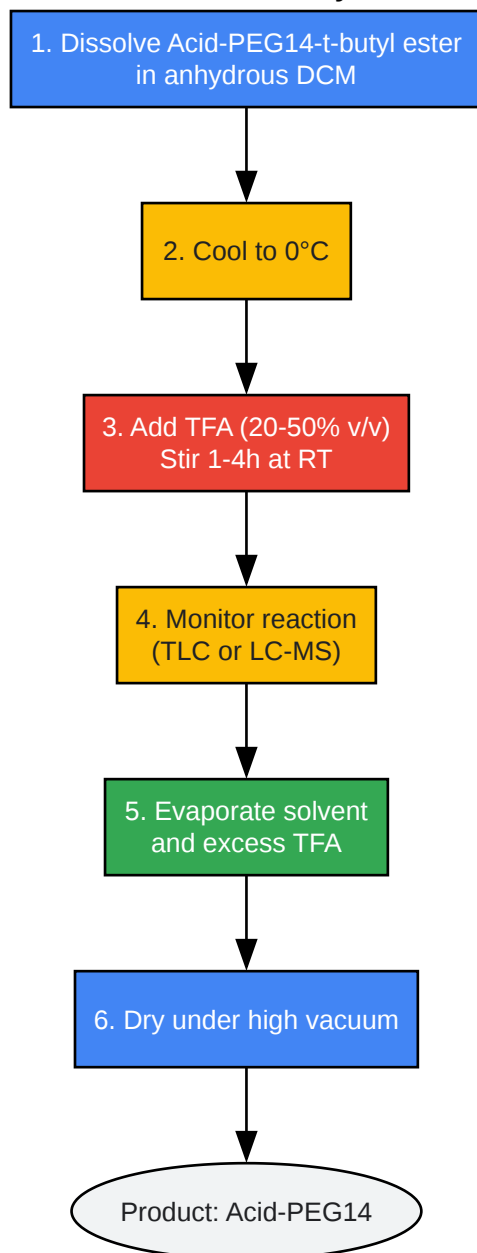 1. Dissolve Acid-PEG14-t-butyl ester
in anhydrous DCM
2. Cool to 0°C
3. Add TFA (20-50% v/v)
Stir 1-4h at RT
4. Monitor reaction
(TLC or LC-MS)
5. Evaporate solvent
and excess TFA
6. Dry under high vacuum
Product: Acid-PEG14